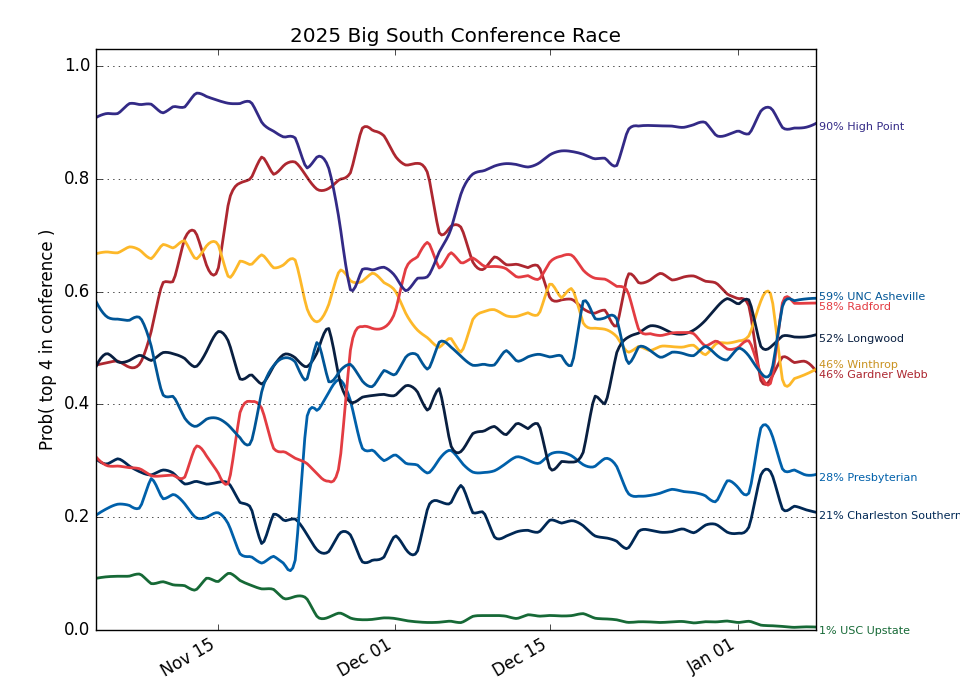 2025 Big South Conference Race
Prob( top 4 in conference )
1.0
0.8
0.6
0.4
0.2
0.0
Nov 15
Dec 01
Dec 15
Jan 01
90% High Point
59% UNC Asheville
58% Radford
52% Longwood
46% Winthrop
46% Gardner Webb
28% Presbyterian
21% Charleston Southern
1% USC Upstate